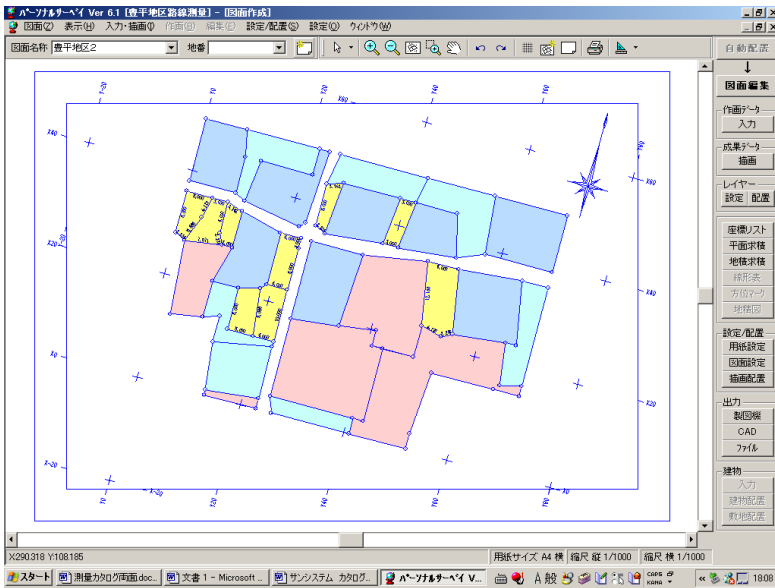 ﾊﾟｰｿﾅﾙｻｰﾍﾞｲ Ver 6.1 [豊平地区路線測量] - [図面作成]
図面(Z) 表示(H) 入力・描画(I) 作画(D) 編集(E) 設定/配置(S) 設定(O) ウィンドウ(W)
図面名称 豊平地区2 地番
自動配置
↓
図面編集
作画ﾃﾞｰﾀ
入力
成果ﾃﾞｰﾀ
描画
レイヤー
設定 配置
座標リスト
平面求積
地積求積
線形表
方位マーク
地積図
設定/配置
用紙設定
図面設定
描画配置
出力
製図機
CAD
ファイル
建物
入力
建物配置
敷地配置
X290.318 Y:108.185
用紙サイズ A4 横 縮尺 縦 1/1000 縮尺 横 1/1000
スタート 測量カタログ両面.doc... 文書 1 - Microsoft ... サンシステム カタログ... ﾊﾟｰｿﾅﾙｻｰﾍﾞｲ V... A 般 CAPS KANA 18:08